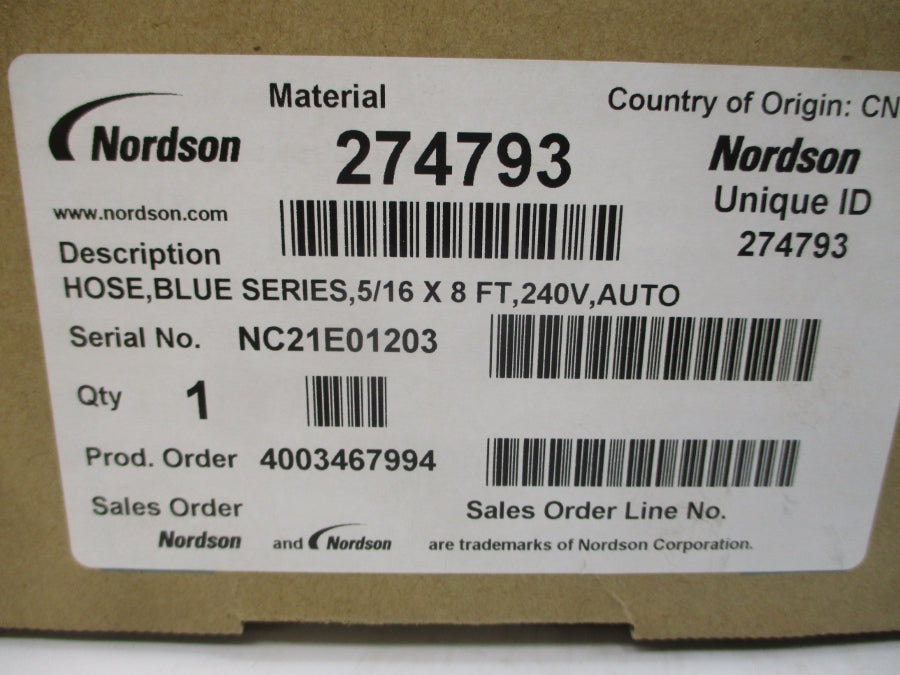 Nordson
Material
Country of Origin: CN
274793
Nordson
Unique ID
274793
www.nordson.com
Description
HOSE,BLUE SERIES,5/16 X 8 FT,240V,AUTO
Serial No. NC21E01203
Qty 1
Prod. Order 4003467994
Sales Order Sales Order Line No.
Nordson and Nordson are trademarks of Nordson Corporation.